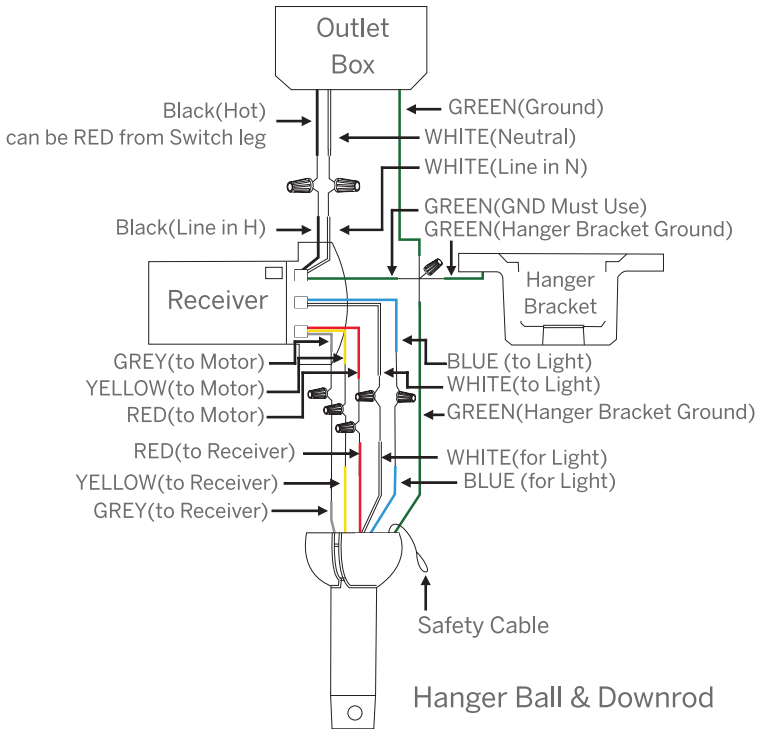 Outlet
Box
Black(Hot)
can be RED from Switch leg
GREEN(Ground)
WHITE(Neutral)
WHITE(Line in N)
Black(Line in H)
GREEN(GND Must Use)
GREEN(Hanger Bracket Ground)
Receiver
Hanger
Bracket
GREY(to Motor)
YELLOW(to Motor)
RED(to Motor)
BLUE (to Light)
WHITE(to Light)
GREEN(Hanger Bracket Ground)
RED(to Receiver)
YELLOW(to Receiver)
GREY(to Receiver)
WHITE(for Light)
BLUE (for Light)
Safety Cable
Hanger Ball & Downrod